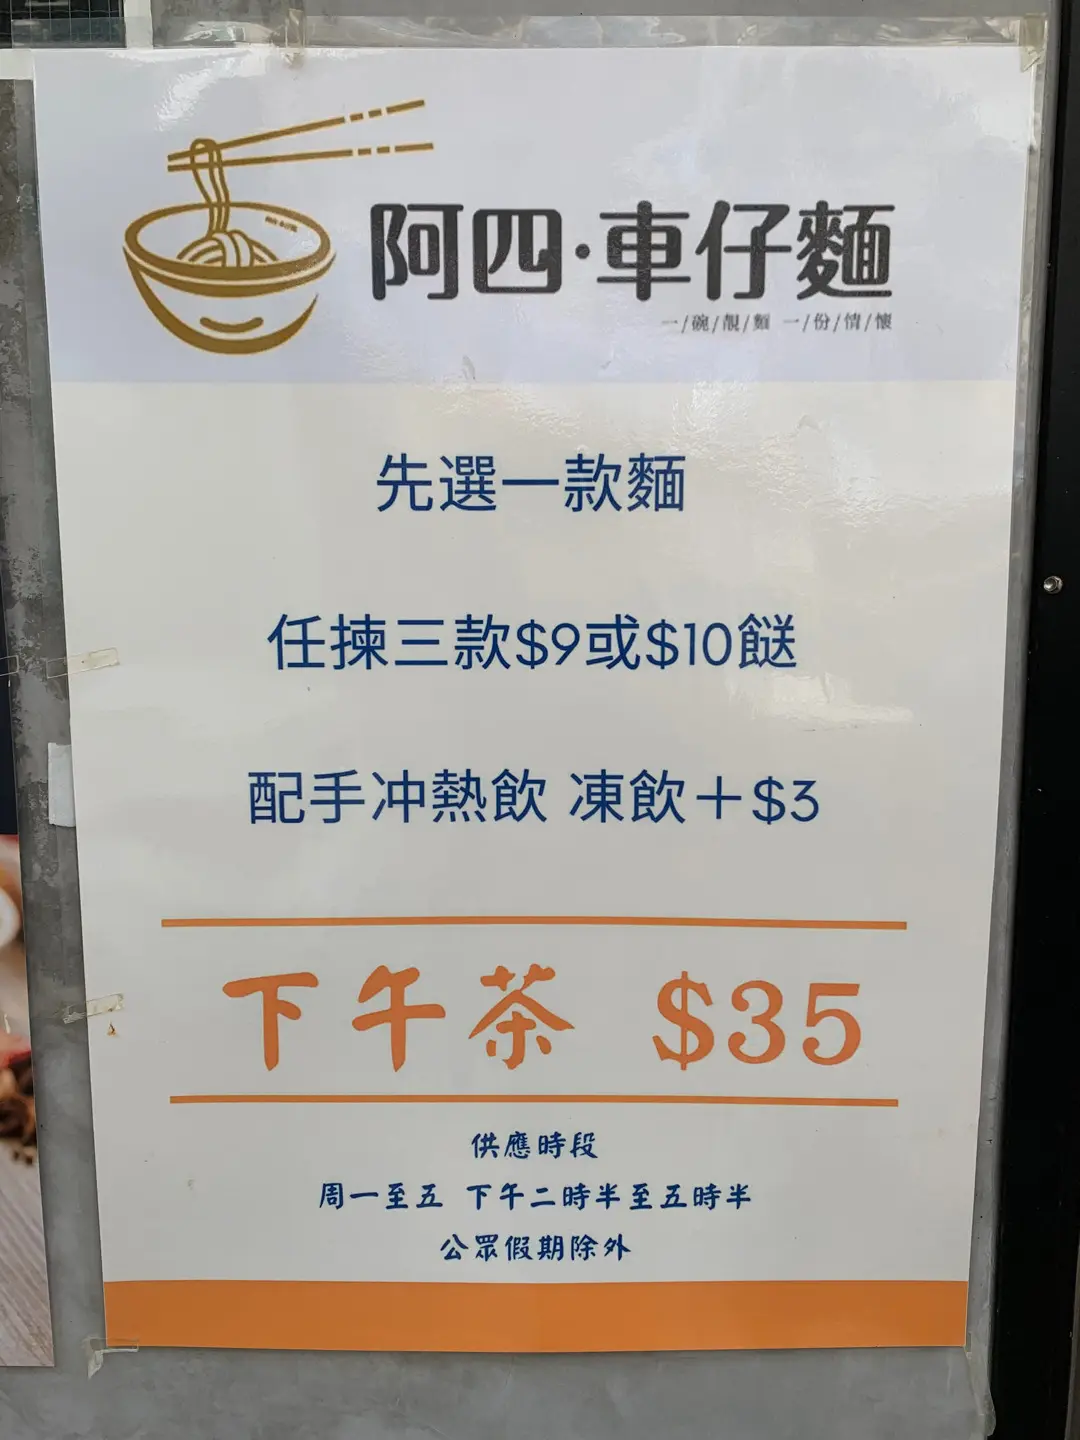 阿四·車仔麵
一/碗/靚/麵 一/份/情/懷
先選一款麵
任揀三款$9或$10餸
配手冲熱飲 凍飲+$3
下午茶 $35
供應時段
周一至五 下午二時半至五時半
公眾假期除外